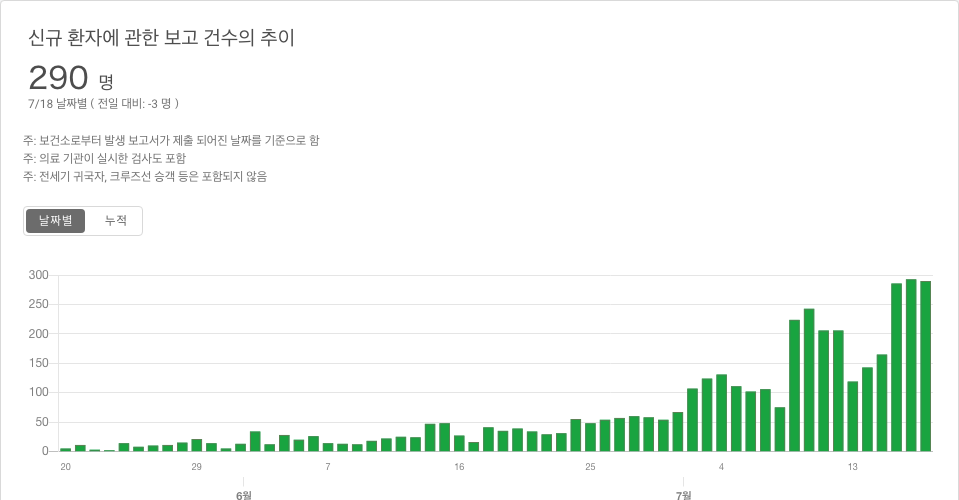 신규 환자에 관한 보고 건수의 추이
290 명
7/18 날짜별 ( 전일 대비: -3 명 )
주: 보건소로부터 발생 보고서가 제출 되어진 날짜를 기준으로 함
주: 의료 기관이 실시한 검사도 포함
주: 전세기 귀국자, 크루즈선 승객 등은 포함되지 않음
날짜별 누적
300
250
200
150
100
50
0
20 29 7 16 25 4 13
6월 7월